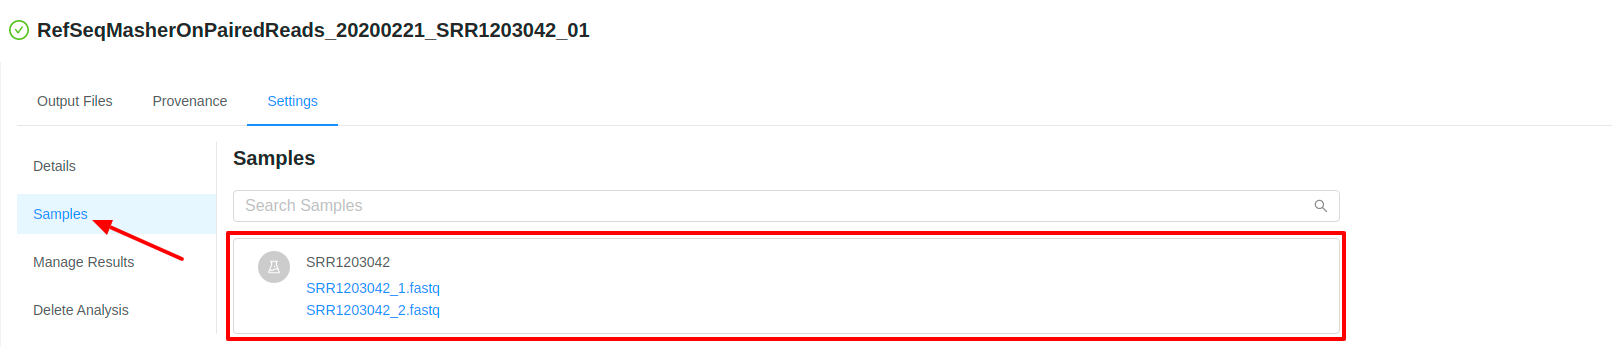 RefSeqMasherOnPairedReads_20200221_SRR1203042_01
Output Files
Provenance
Settings
Details
Samples
Manage Results
Delete Analysis
Samples
Search Samples
SRR1203042
SRR1203042_1.fastq
SRR1203042_2.fastq